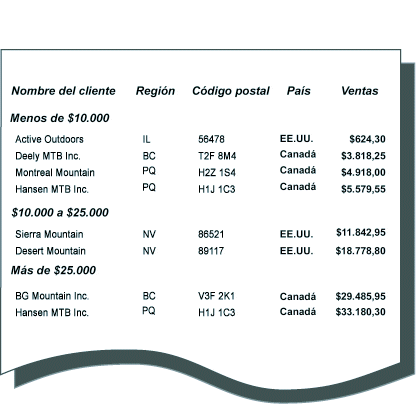 Nombre del cliente Región Código postal País Ventas
Menos de $10.000
Active Outdoors IL 56478 EE.UU. $624,30
Deely MTB Inc. BC T2F 8M4 Canadá $3.818,25
Montreal Mountain PQ H2Z 1S4 Canadá $4.918,00
Hansen MTB Inc. PQ H1J 1C3 Canadá $5.579,55
$10.000 a $25.000
Sierra Mountain NV 86521 EE.UU. $11.842,95
Desert Mountain NV 89117 EE.UU. $18.778,80
Más de $25.000
BG Mountain Inc. BC V3F 2K1 Canadá $29.485,95
Hansen MTB Inc. PQ H1J 1C3 Canadá $33.180,30